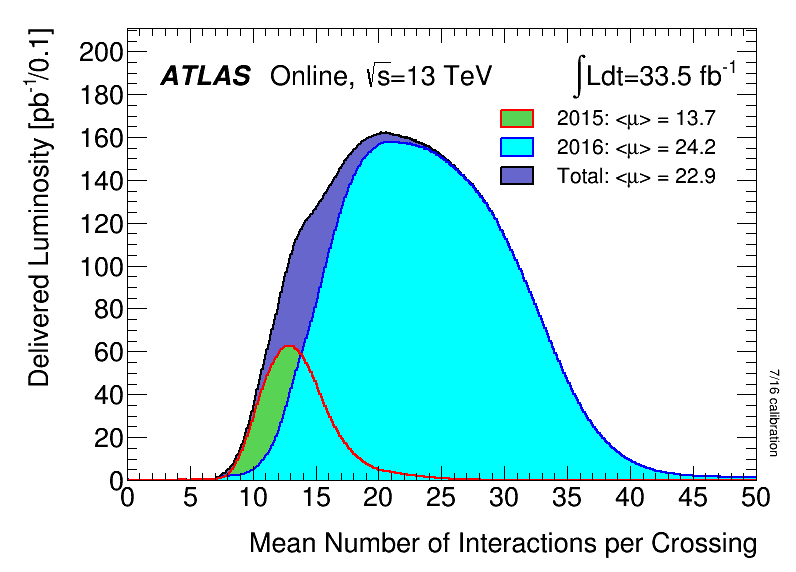 ATLAS Online, √s=13 TeV ∫Ldt=33.5 fb⁻¹
2015: <μ> = 13.7
2016: <μ> = 24.2
Total: <μ> = 22.9
Delivered Luminosity [pb⁻¹/0.1]
200
180
160
140
120
100
80
60
40
20
0
0 5 10 15 20 25 30 35 40 45 50
Mean Number of Interactions per Crossing
7/16 calibration